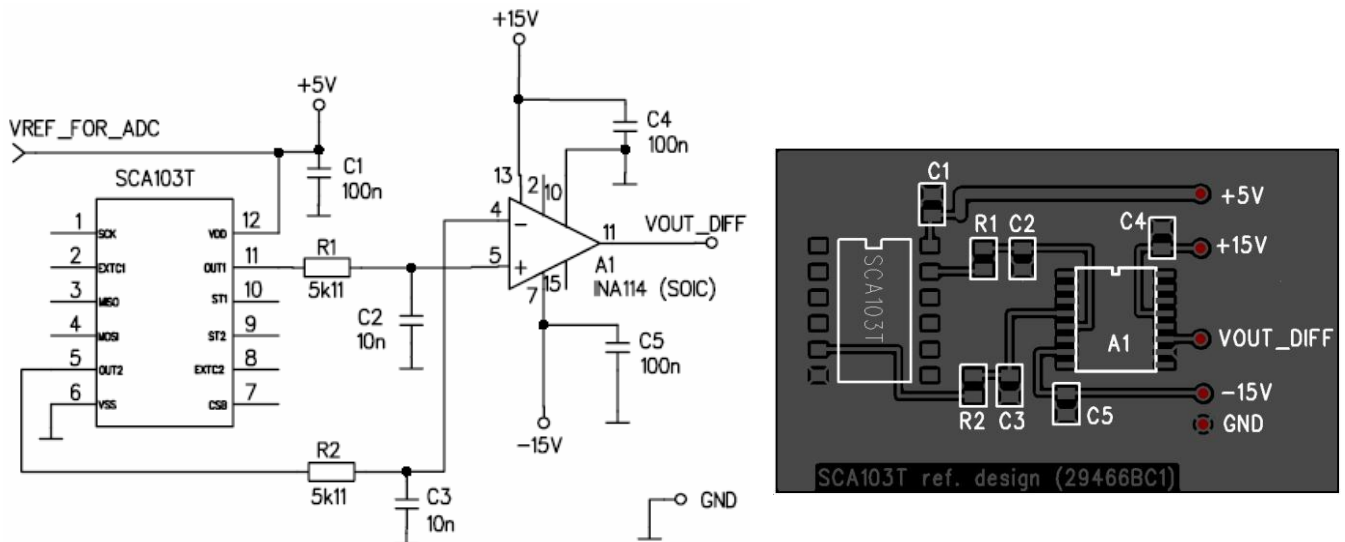 +15V
+5V
VREF_FOR_ADC
C4
100n
C1
100n
SCA103T
13
2
10
1
SCK
VDD
12
4
VOUT_DIFF
11
2
EXTC1
OUT1
11
R1
5k11
5
A1
INA114 (SOIC)
3
MISO
ST1
10
7
15
4
MOSI
ST2
9
C2
10n
C5
100n
5
OUT2
EXTC2
8
6
VSS
CSB
7
-15V
R2
5k11
C3
10n
GND
C1
+5V
R1
C2
C4
+15V
SCA103T
A1
VOUT_DIFF
-15V
R2
C3
C5
GND
SCA103T ref. design (29466BC1)